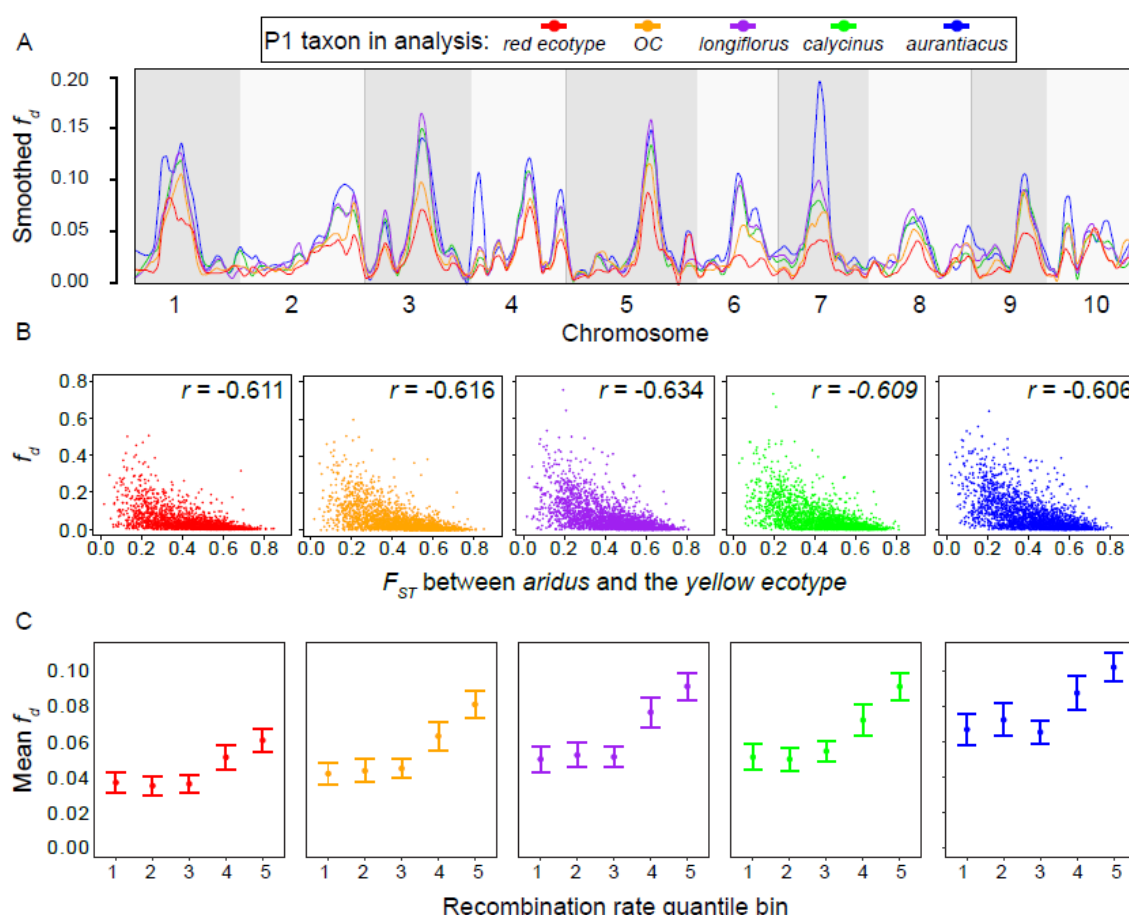 P1 taxon in analysis: red ecotype OC longiflorus calycinus aurantiacus
A
Smoothed f_d
0.20
0.15
0.10
0.05
0.00
1 2 3 4 5 6 7 8 9 10
Chromosome
B
f_d
0.8
0.6
0.4
0.2
0.0
r = -0.611
r = -0.616
r = -0.634
r = -0.609
r = -0.606
0.0 0.2 0.4 0.6 0.8 0.0 0.2 0.4 0.6 0.8 0.0 0.2 0.4 0.6 0.8 0.0 0.2 0.4 0.6 0.8 0.0 0.2 0.4 0.6 0.8
F_ST between aridus and the yellow ecotype
C
Mean f_d
0.10
0.08
0.06
0.04
0.02
0.00
1 2 3 4 5 1 2 3 4 5 1 2 3 4 5 1 2 3 4 5 1 2 3 4 5
Recombination rate quantile bin